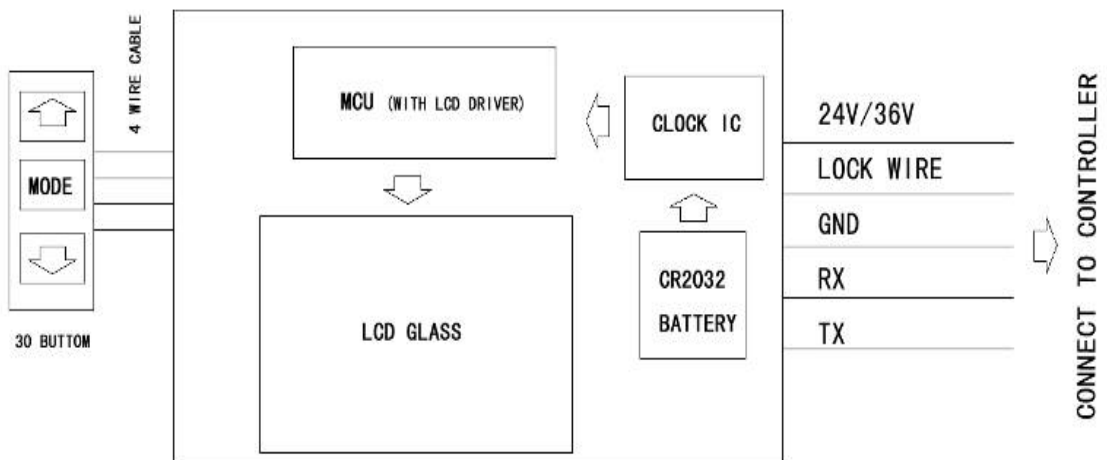 4 WIRE CABLE
MODE
30 BUTTOM
MCU (WITH LCD DRIVER)
CLOCK IC
LCD GLASS
CR2032
BATTERY
24V/36V
LOCK WIRE
GND
RX
TX
CONNECT TO CONTROLLER